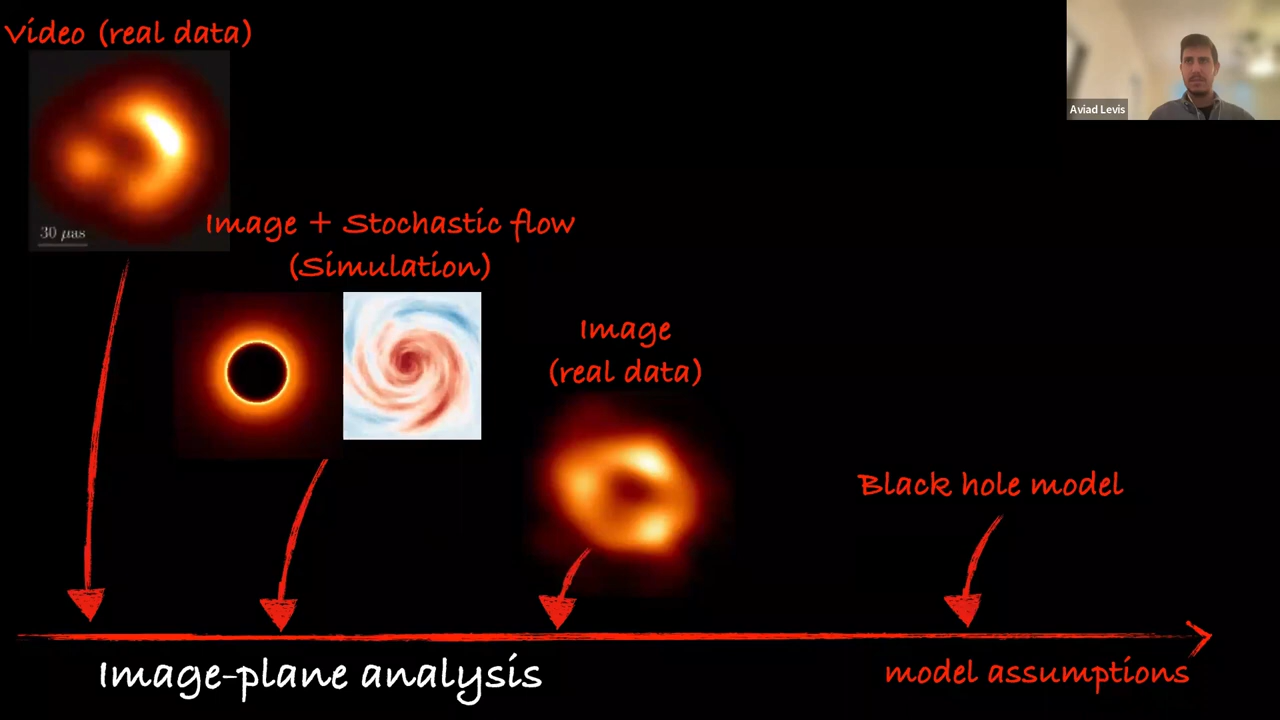 Video (real data)
Aviad Levis
30 μas
Image + Stochastic flow
(Simulation)
Image
(real data)
Black hole model
Image-plane analysis
model assumptions